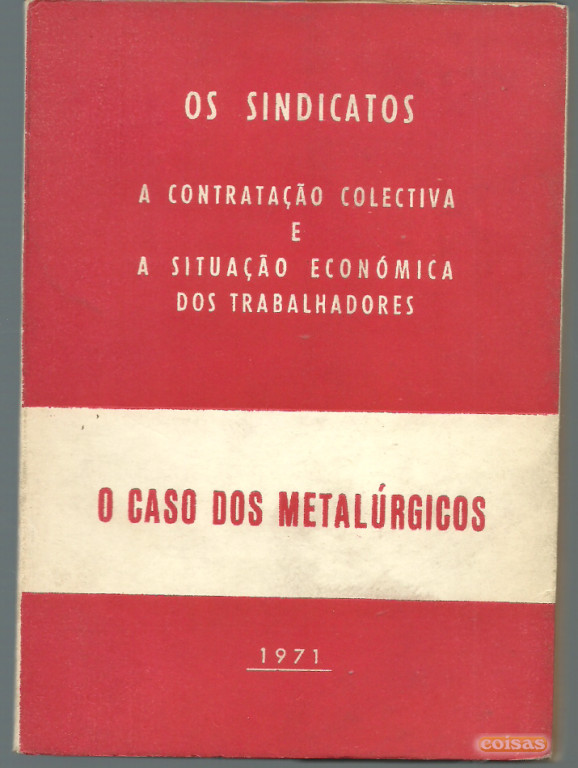 OS SINDICATOS
A CONTRATAÇÃO COLECTIVA
E
A SITUAÇÃO ECONÓMICA
DOS TRABALHADORES
O CASO DOS METALÚRGICOS
1971
coisas